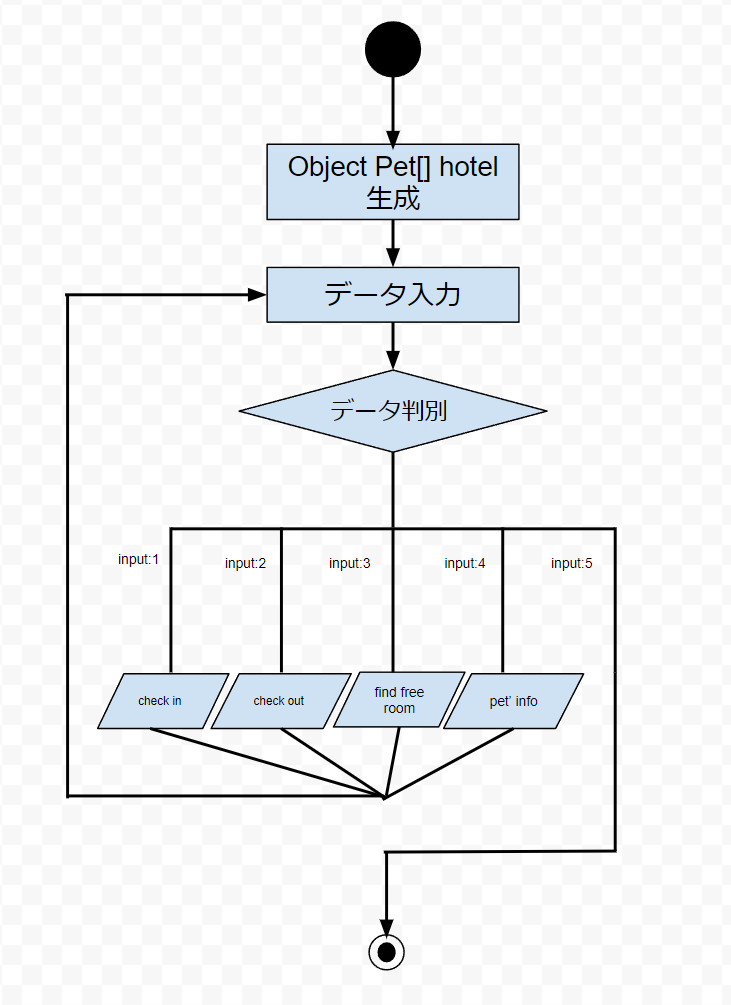 Object Pet[] hotel
生成
データ入力
データ判別
input:1
input:2
input:3
input:4
input:5
check in
check out
find free
room
pet’ info